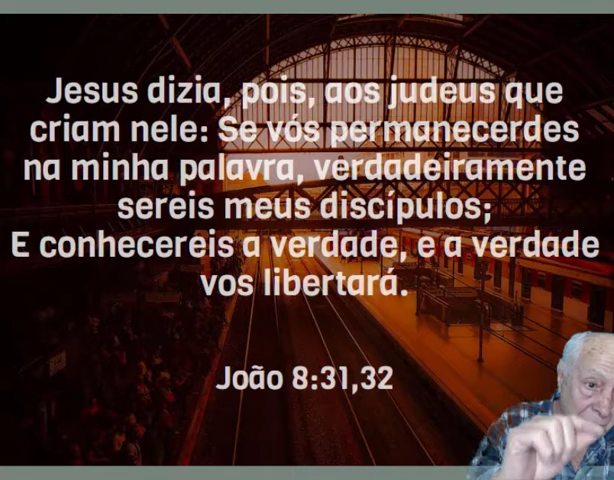 Jesus dizia, pois, aos judeus que
criam nele: Se vós permanecerdes
na minha palavra, verdadeiramente
sereis meus discípulos;
E conhecereis a verdade, e a verdade
vos libertará.
João 8:31,32